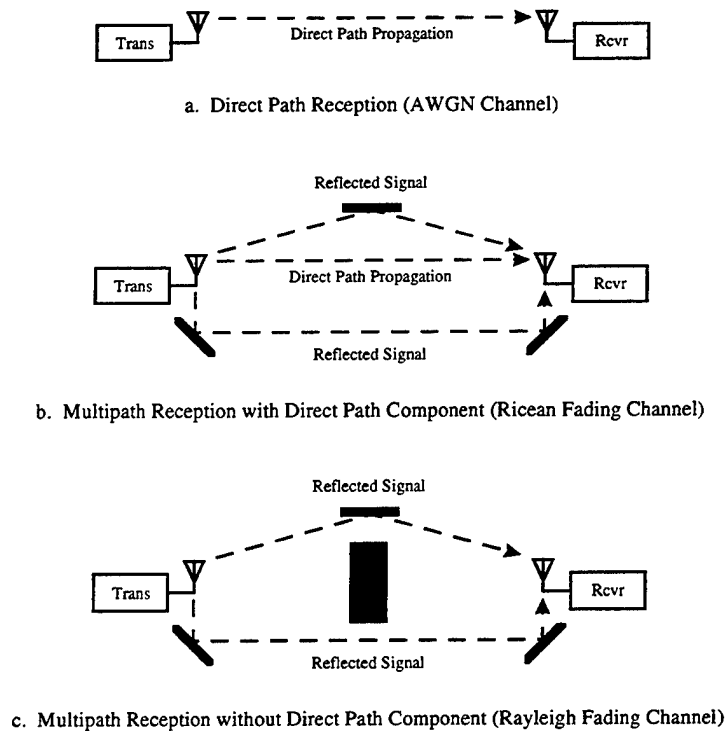 Trans
Direct Path Propagation
Rcvr
a. Direct Path Reception (AWGN Channel)
Reflected Signal
Trans
Direct Path Propagation
Rcvr
Reflected Signal
b. Multipath Reception with Direct Path Component (Ricean Fading Channel)
Reflected Signal
Trans
Rcvr
Reflected Signal
c. Multipath Reception without Direct Path Component (Rayleigh Fading Channel)